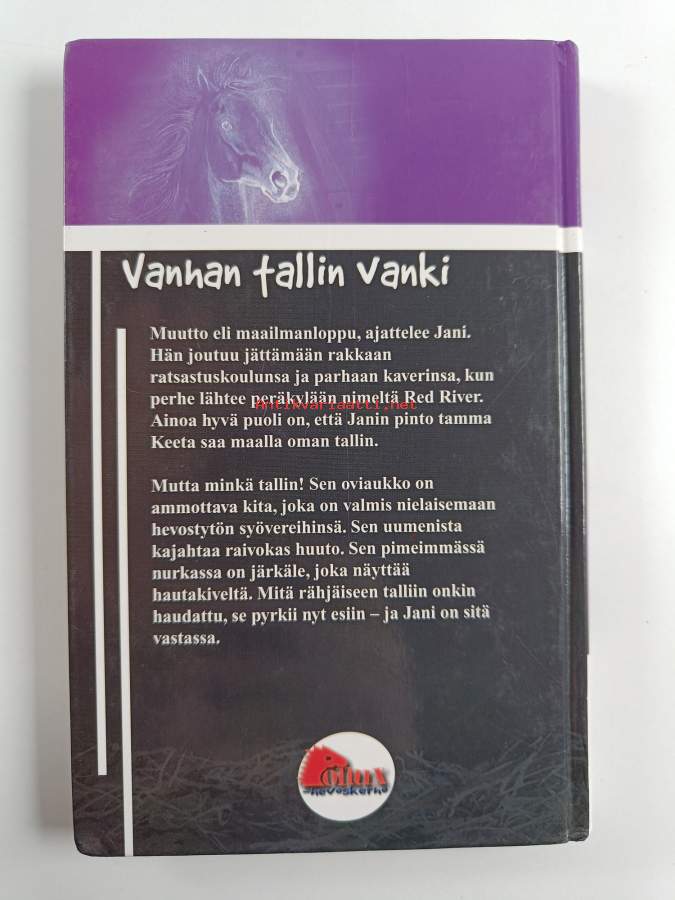 Vanhan tallin vanki
Muutto eli maailmanloppu, ajattelee Jani.
Hän joutuu jättämään rakkaan
ratsastuskoulunsa ja parhaan kaverinsa, kun
perhe lähtee peräkylään nimeltä Red River.
Antikvariaatti.net
Ainoa hyvä puoli on, että Janin pinto tamma
Keeta saa maalla oman tallin.
Mutta minkä tallin! Sen oviaukko on
ammottava kita, joka on valmis nielaisemaan
hevostytön syövereihinsä. Sen uumenista
kajahtaa raivokas huuto. Sen pimeimmässä
nurkassa on järkäle, joka näyttää
hautakiveltä. Mitä rähjäiseen talliin onkin
haudattu, se pyrkii nyt esiin – ja Jani on sitä
vastassa.
Pollux
hevoskerho